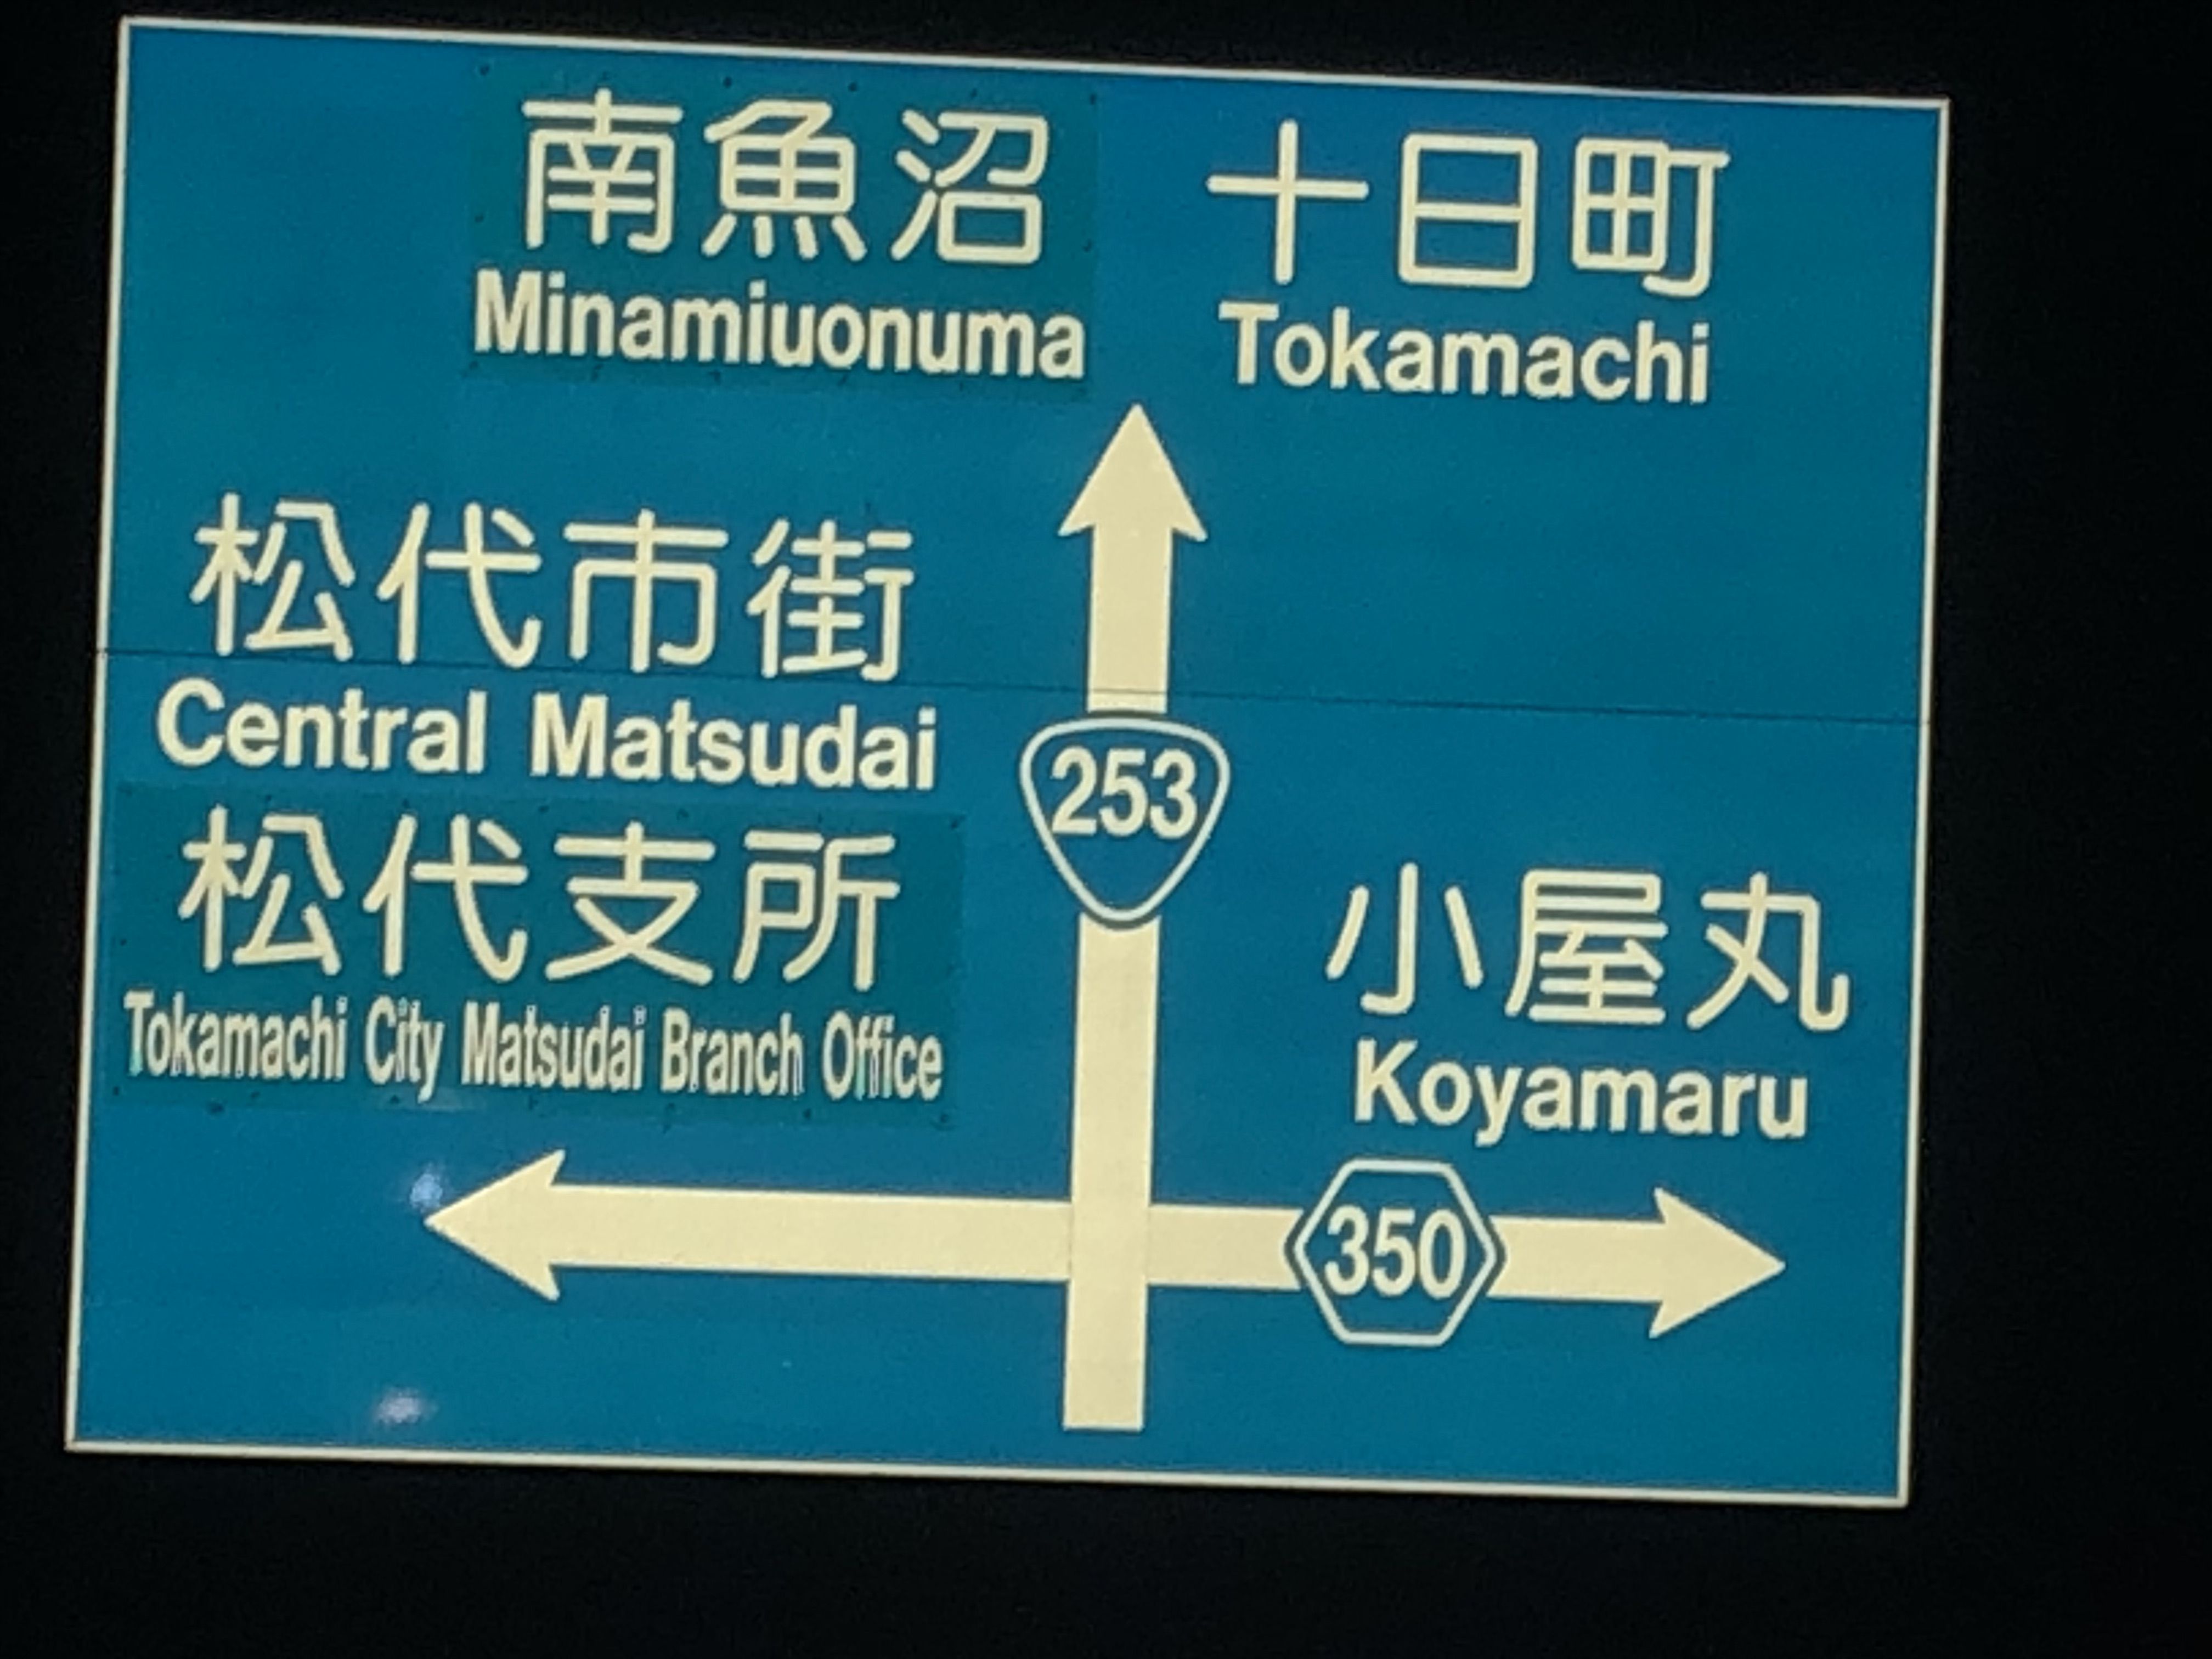 南魚沼 十日町
Minamiuonuma Tokamachi
松代市街
Central Matsudai
253
松代支所
Tokamachi City Matsudai Branch Office
小屋丸
Koyamaru
350